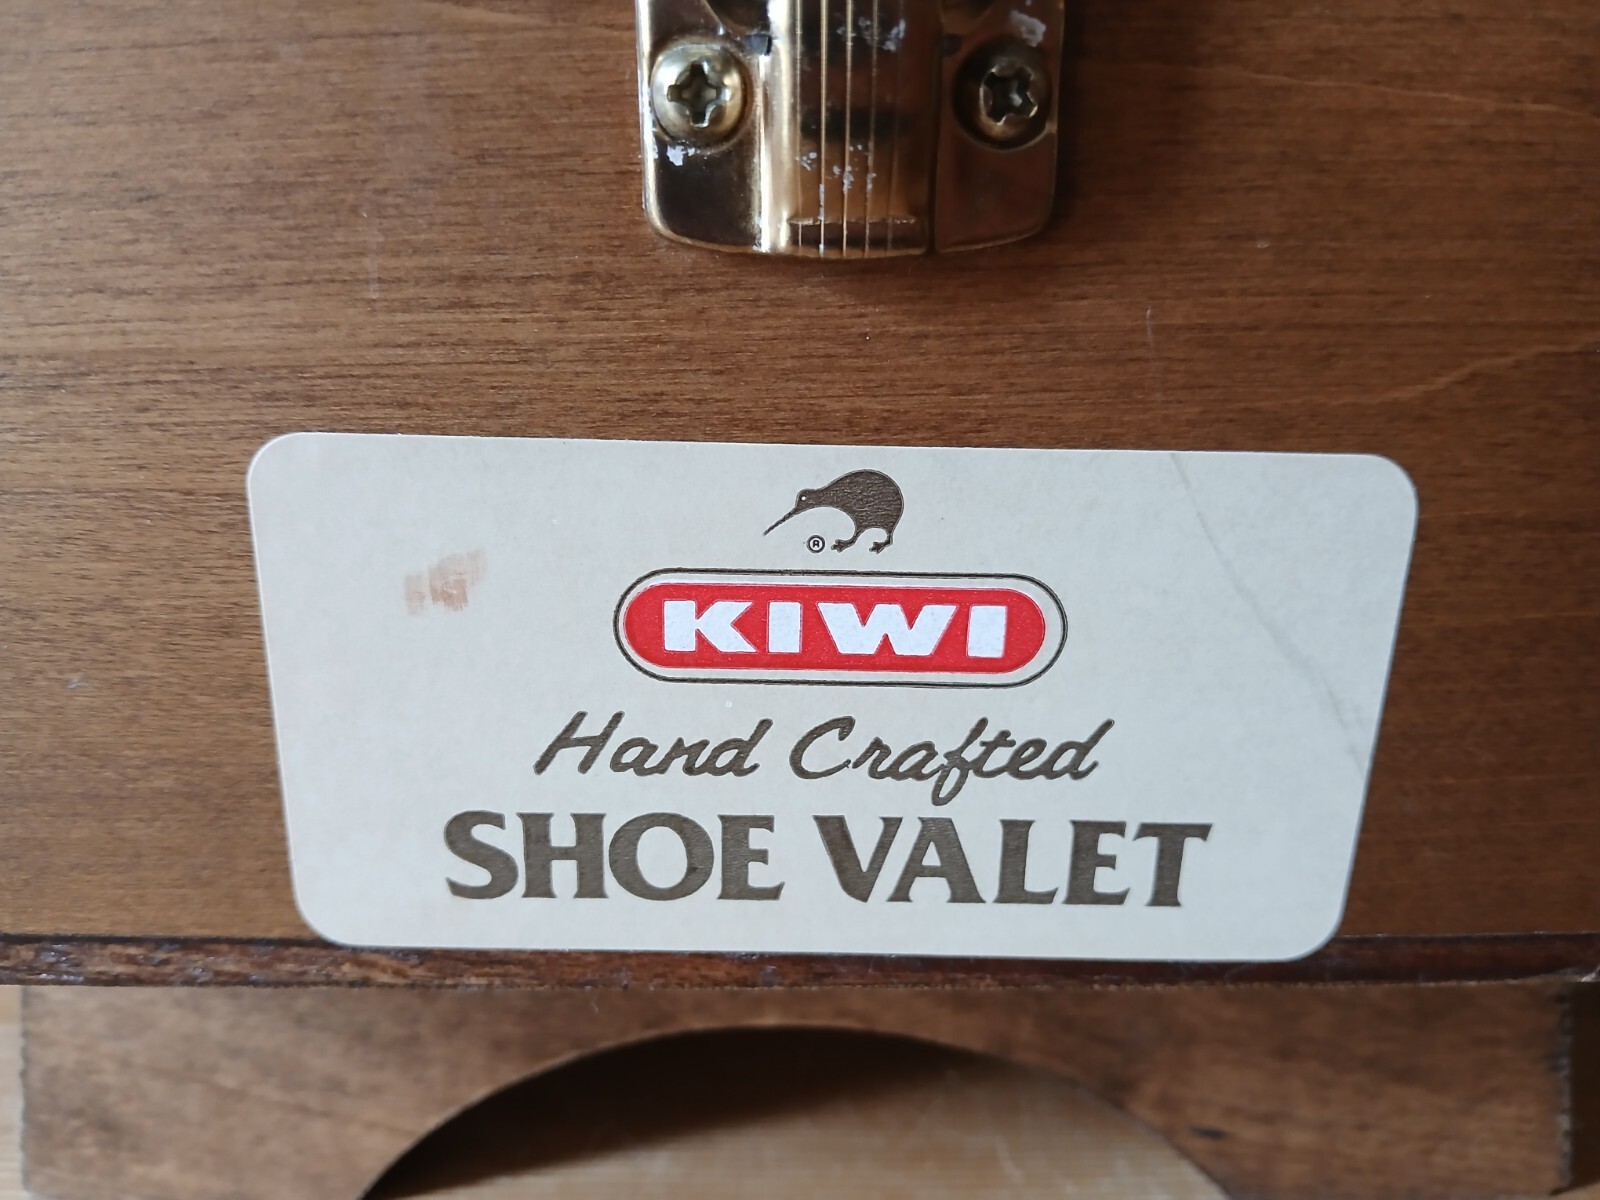 ®
KIWI
Hand Crafted
SHOE VALET